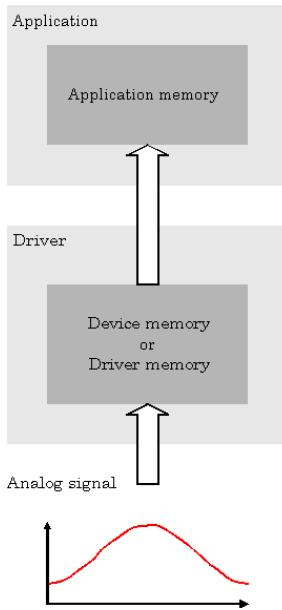 Application
Application memory
Driver
Device memory
or
Driver memory
Analog signal